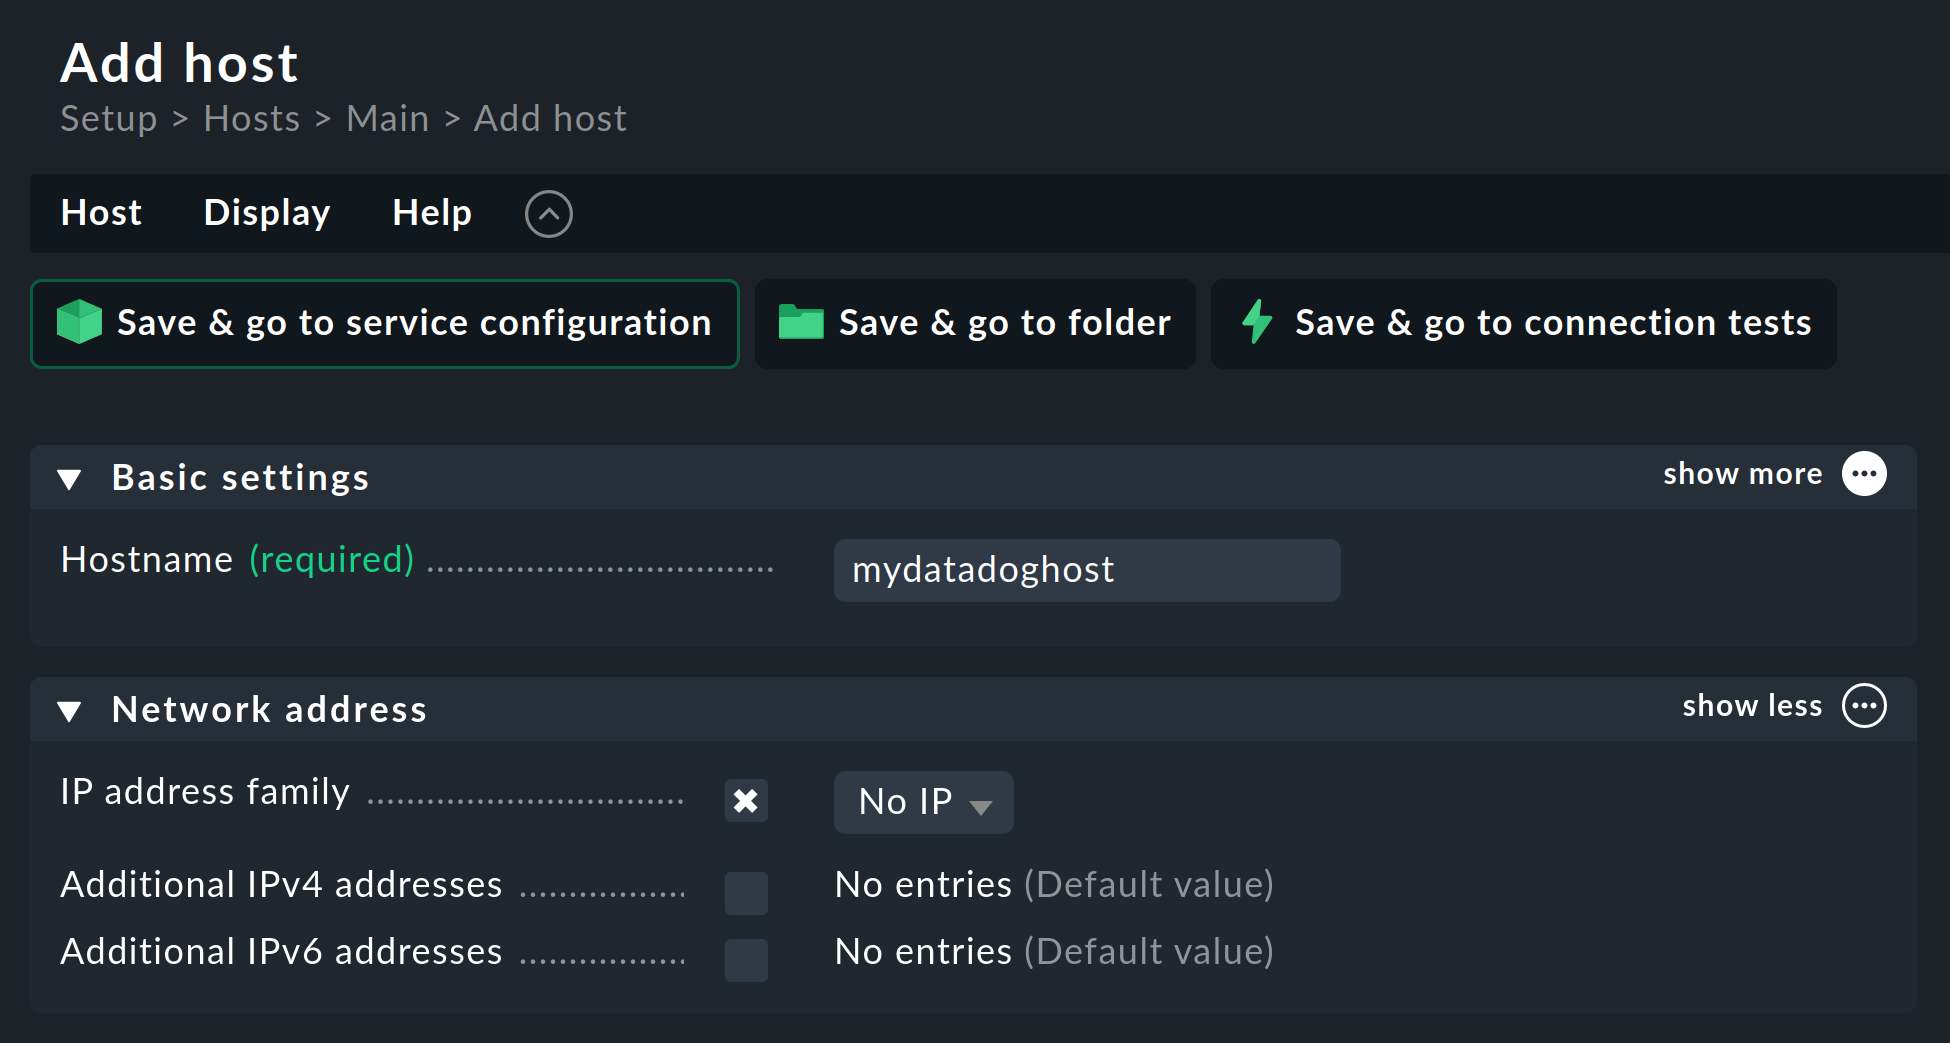 Add host
Setup > Hosts > Main > Add host
Host Display Help
Save & go to service configuration Save & go to folder Save & go to connection tests
Basic settings show more
Hostname (required) mydatadoghost
Network address show less
IP address family No IP
Additional IPv4 addresses No entries (Default value)
Additional IPv6 addresses No entries (Default value)